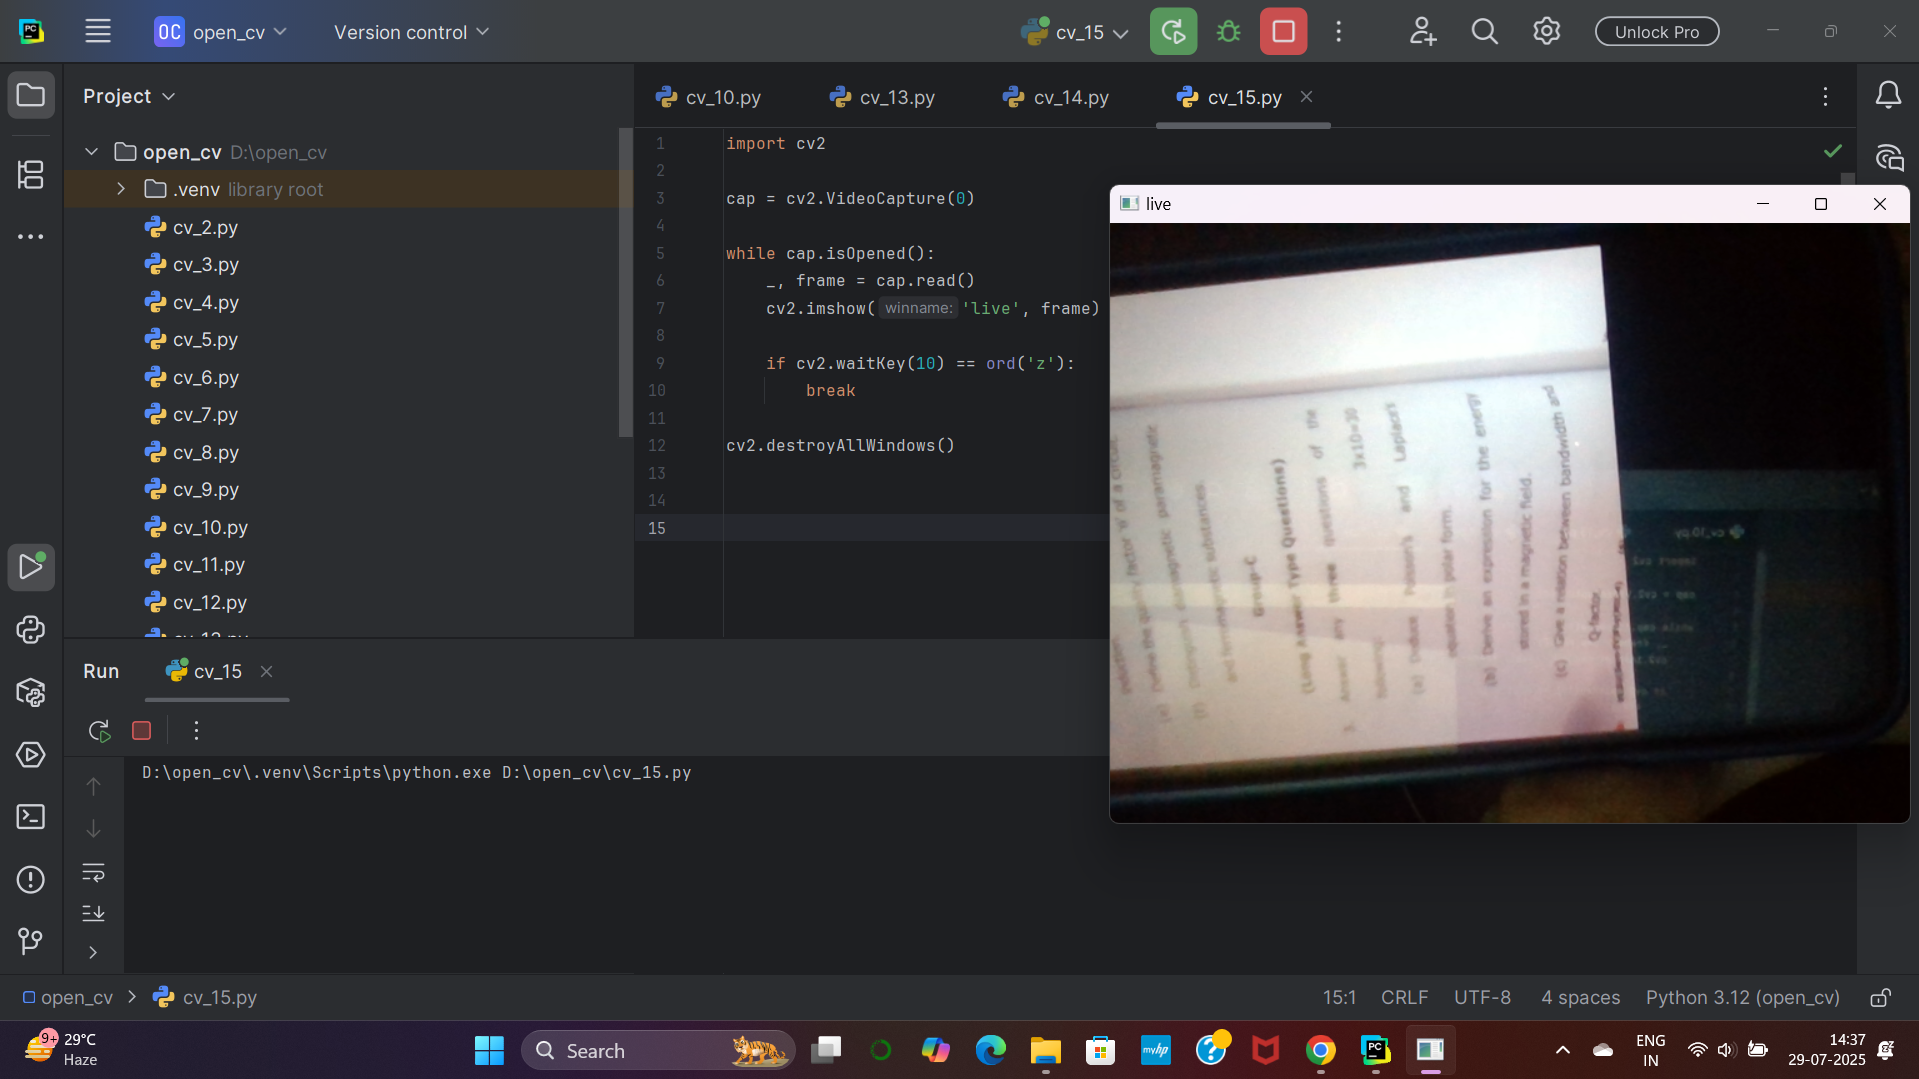 OC open_cv
Version control
cv_15
Unlock Pro
Project
cv_10.py
cv_13.py
cv_14.py
cv_15.py
open_cv D:\open_cv
.venv library root
cv_2.py
cv_3.py
cv_4.py
cv_5.py
cv_6.py
cv_7.py
cv_8.py
cv_9.py
cv_10.py
cv_11.py
cv_12.py
1 import cv2
2
3 cap = cv2.VideoCapture(0)
4
5 while cap.isOpened():
6 _, frame = cap.read()
7 cv2.imshow( winname: 'live', frame)
8
9 if cv2.waitKey(10) == ord('z'):
10 break
11
12 cv2.destroyAllWindows()
13
14
15
live
factor 'α' of a circuit.
paramagnetic
substances.
Group-C
(Long Answer Type Questions)
Answer any three questions of the
following: 3x10=30
(a) Deduce Poisson's and Laplace's
equation in polar form.
(b) Derive an expression for the energy
stored in a magnetic field.
(c) Give a relation between bandwidth and
Q-factor.
Run
cv_15
D:\open_cv\.venv\Scripts\python.exe D:\open_cv\cv_15.py
open_cv > cv_15.py
15:1 CRLF UTF-8 4 spaces Python 3.12 (open_cv)
9+
29°C
Haze
Search
myhp
PC
ENG
IN
14:37
29-07-2025